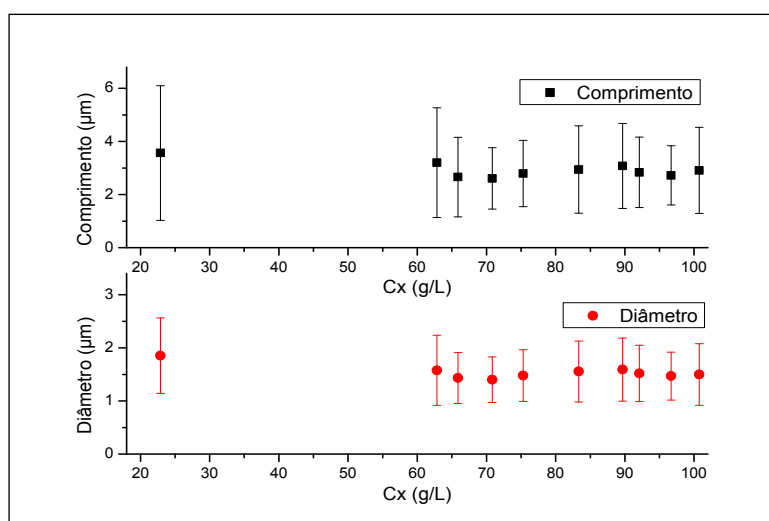 Comprimento (µm)
6
4
2
0
Comprimento
20 30 40 50 60 70 80 90 100
Cx (g/L)
Diâmetro (µm)
3
2
1
0
Diâmetro
20 30 40 50 60 70 80 90 100
Cx (g/L)